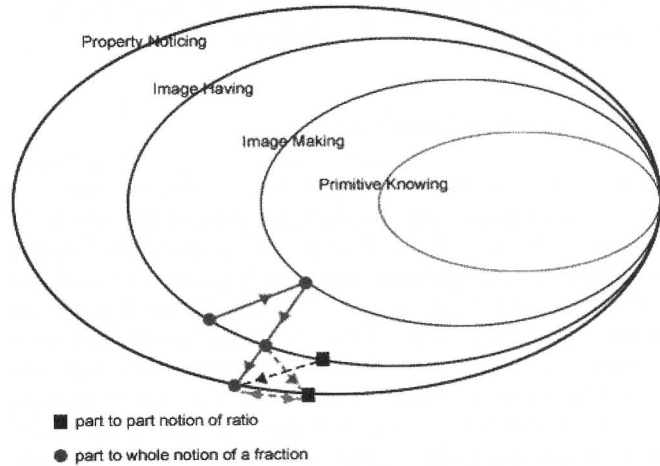 Property Noticing
Image Having
Image Making
Primitive Knowing
part to part notion of ratio
part to whole notion of a fraction